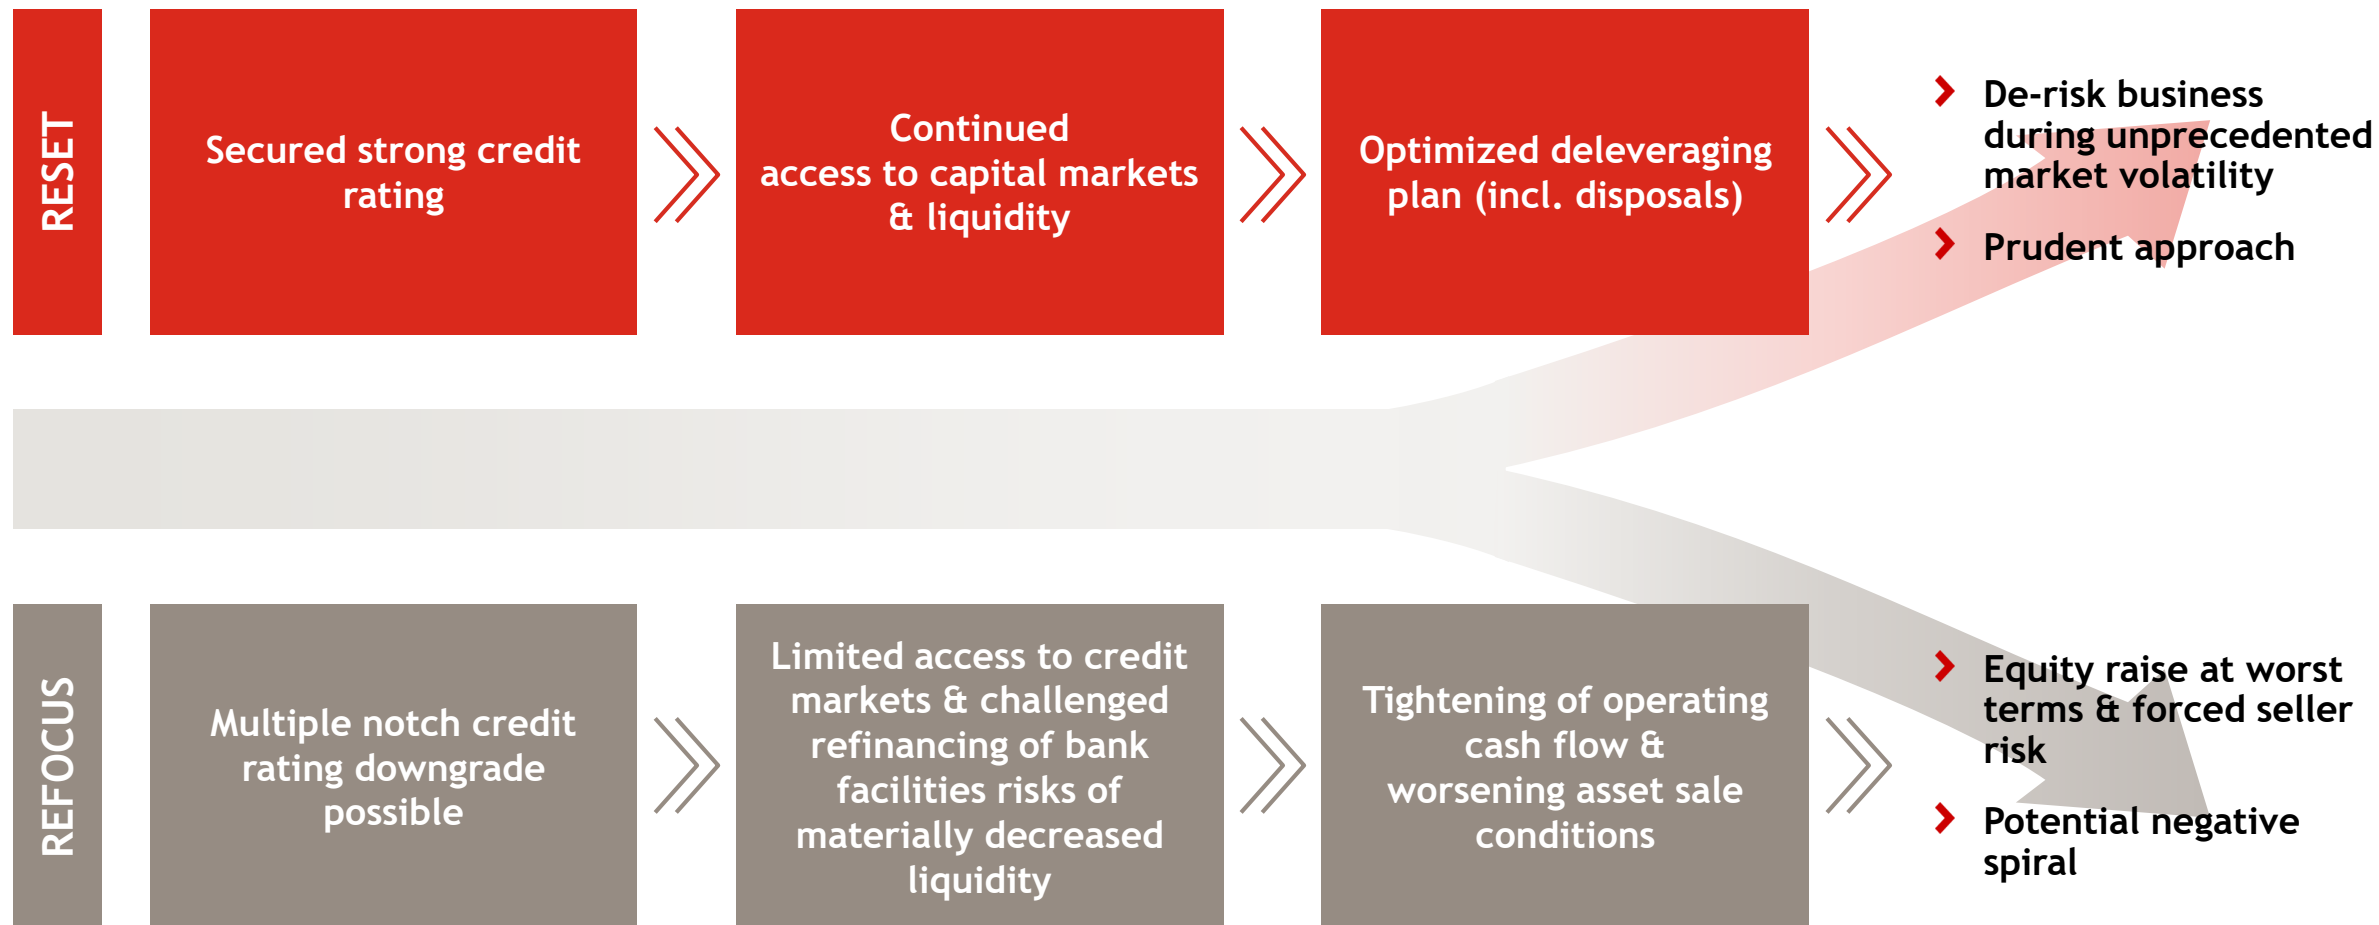 RESET
Secured strong credit
rating
Continued
access to capital markets
& liquidity
Optimized deleveraging
plan (incl. disposals)
De-risk business
during unprecedented
market volatility
Prudent approach
REFOCUS
Multiple notch credit
rating downgrade
possible
Limited access to credit
markets & challenged
refinancing of bank
facilities risks of
materially decreased
liquidity
Tightening of operating
cash flow &
worsening asset sale
conditions
Equity raise at worst
terms & forced seller
risk
Potential negative
spiral